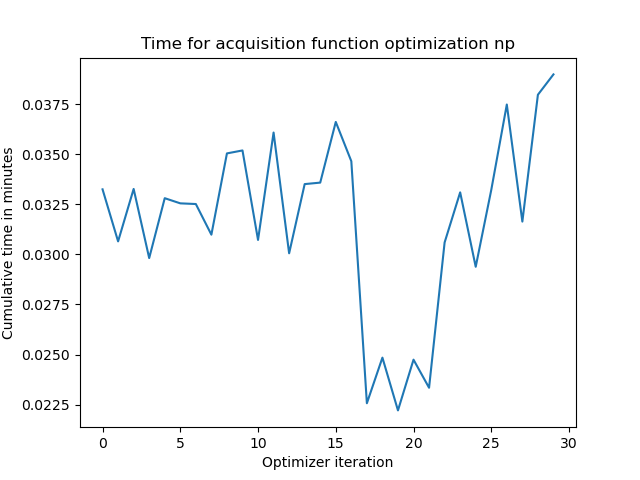 Time for acquisition function optimization np
Cumulative time in minutes
0.0375
0.0350
0.0325
0.0300
0.0275
0.0250
0.0225
0 5 10 15 20 25 30
Optimizer iteration